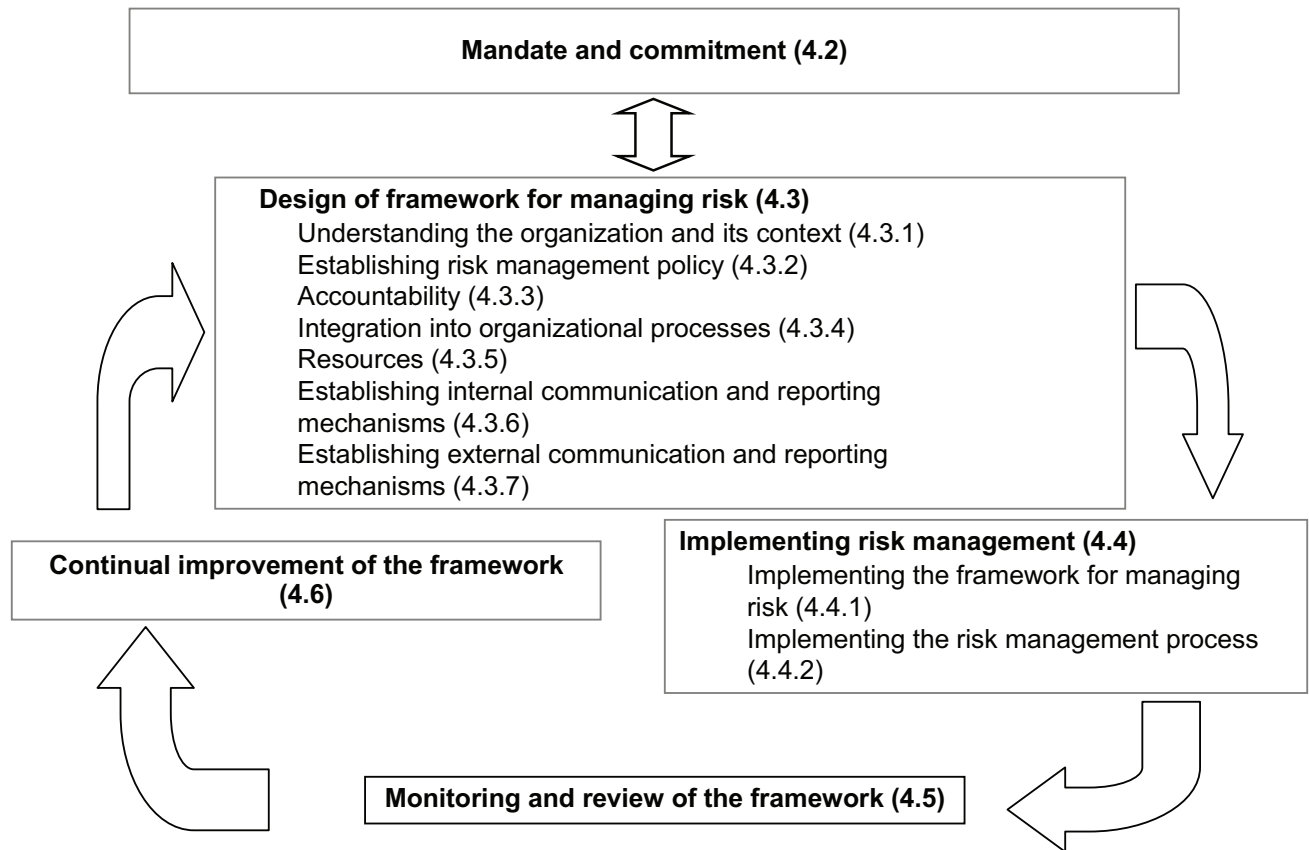 Mandate and commitment (4.2)
Design of framework for managing risk (4.3)
Understanding the organization and its context (4.3.1)
Establishing risk management policy (4.3.2)
Accountability (4.3.3)
Integration into organizational processes (4.3.4)
Resources (4.3.5)
Establishing internal communication and reporting
mechanisms (4.3.6)
Establishing external communication and reporting
mechanisms (4.3.7)
Implementing risk management (4.4)
Implementing the framework for managing
risk (4.4.1)
Implementing the risk management process
(4.4.2)
Monitoring and review of the framework (4.5)
Continual improvement of the framework
(4.6)